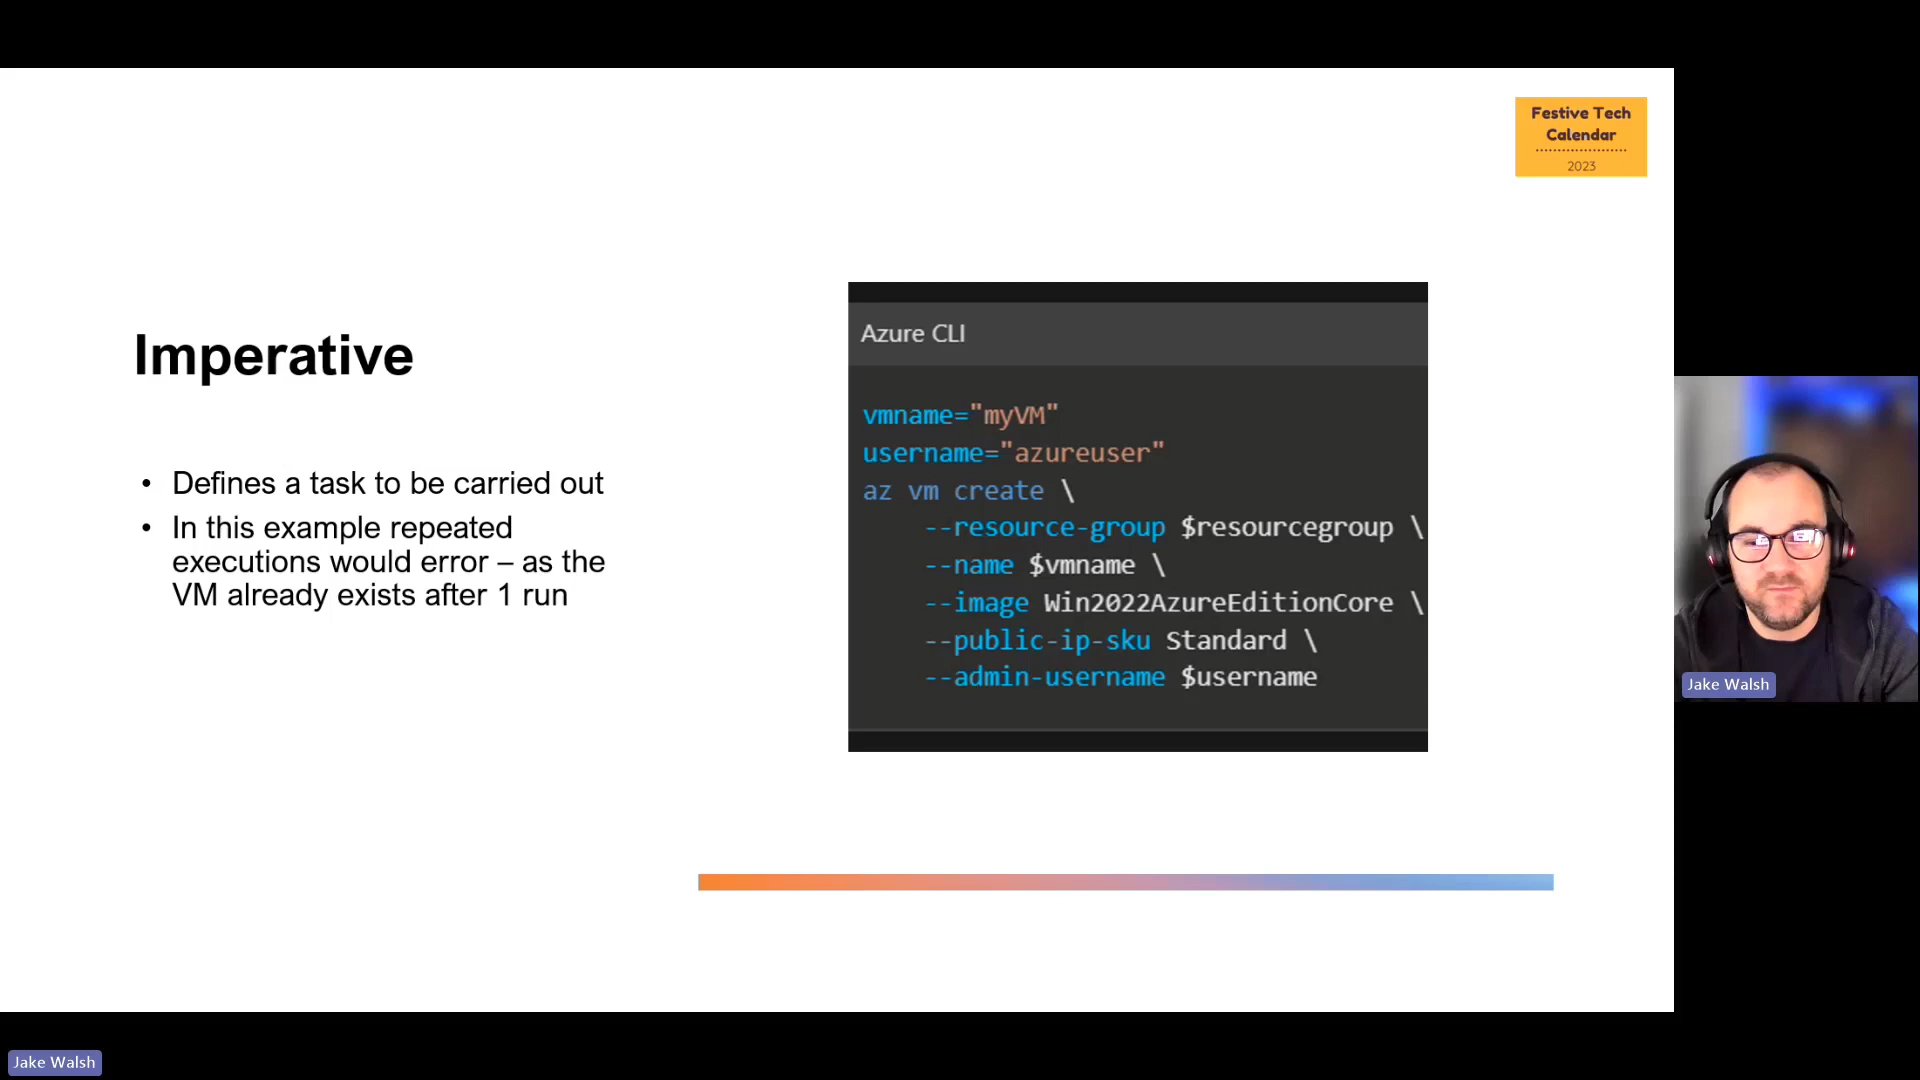 Festive Tech
Calendar
2023
Imperative
• Defines a task to be carried out
• In this example repeated
executions would error – as the
VM already exists after 1 run
Azure CLI
vmname="myVM"
username="azureuser"
az vm create \
    --resource-group $resourcegroup \
    --name $vmname \
    --image Win2022AzureEditionCore \
    --public-ip-sku Standard \
    --admin-username $username
Jake Walsh
Jake Walsh